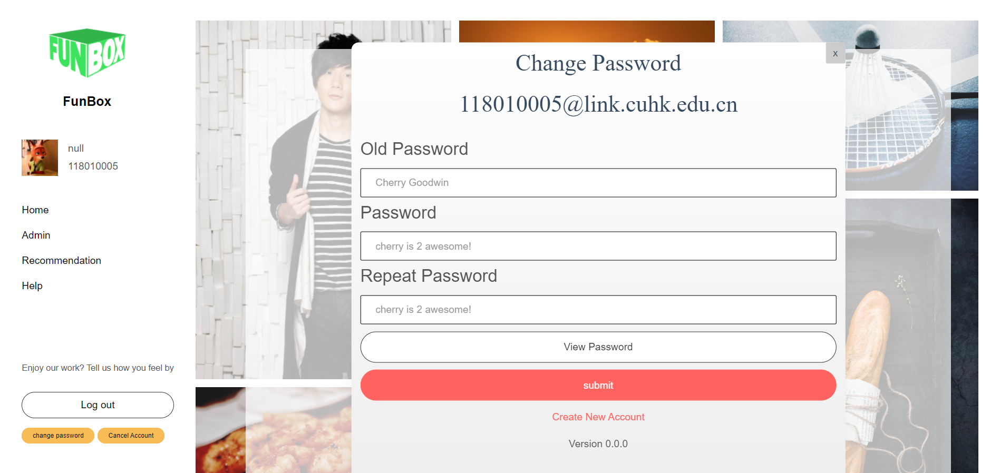 FUNBOX
FunBox
null
118010005
Home
Admin
Recommendation
Help
Enjoy our work? Tell us how you feel by
Log out
change password
Cancel Account
x
Change Password
118010005@link.cuhk.edu.cn
Old Password
Cherry Goodwin
Password
cherry is 2 awesome!
Repeat Password
cherry is 2 awesome!
View Password
submit
Create New Account
Version 0.0.0